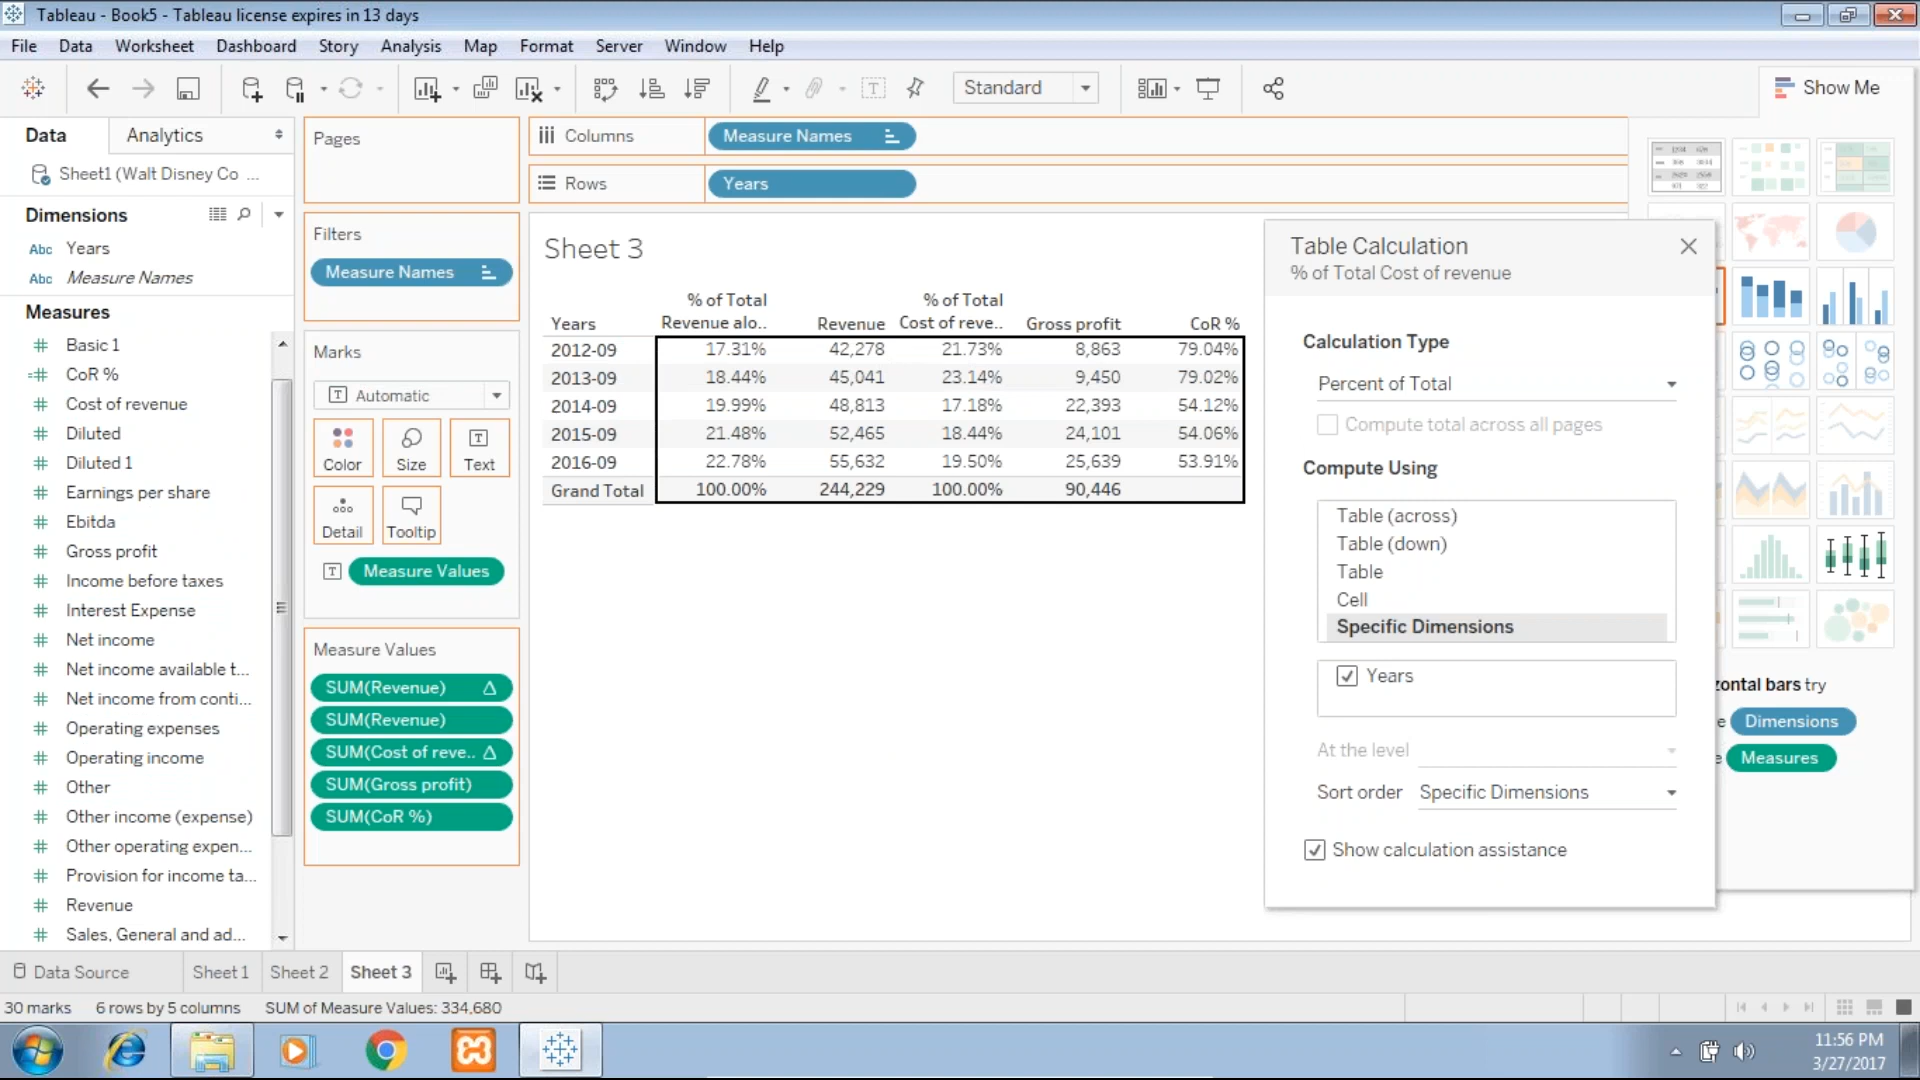 Tableau - Book5 - Tableau license expires in 13 days
File Data Worksheet Dashboard Story Analysis Map Format Server Window Help
Standard
Show Me
Data Analytics
Sheet1 (Walt Disney Co ...
Dimensions
Abc Years
Abc Measure Names
Measures
Basic 1
CoR %
Cost of revenue
Diluted
Diluted 1
Earnings per share
Ebitda
Gross profit
Income before taxes
Interest Expense
Net income
Net income available t...
Net income from conti...
Operating expenses
Operating income
Other
Other income (expense)
Other operating expen...
Provision for income ta...
Revenue
Sales, General and ad...
Pages
Filters
Measure Names
Marks
Automatic
Color Size Text
Detail Tooltip
Measure Values
Measure Values
SUM(Revenue)
SUM(Revenue)
SUM(Cost of reve..
SUM(Gross profit)
SUM(CoR %)
Columns Measure Names
Rows Years
Sheet 3
% of Total % of Total
Years Revenue alo.. Revenue Cost of reve.. Gross profit CoR %
2012-09 17.31% 42,278 21.73% 8,863 79.04%
2013-09 18.44% 45,041 23.14% 9,450 79.02%
2014-09 19.99% 48,813 17.18% 22,393 54.12%
2015-09 21.48% 52,465 18.44% 24,101 54.06%
2016-09 22.78% 55,632 19.50% 25,639 53.91%
Grand Total 100.00% 244,229 100.00% 90,446
Table Calculation
% of Total Cost of revenue
Calculation Type
Percent of Total
Compute total across all pages
Compute Using
Table (across)
Table (down)
Table
Cell
Specific Dimensions
Years
At the level
Sort order Specific Dimensions
Show calculation assistance
zontal bars try
e Dimensions
e Measures
Data Source Sheet 1 Sheet 2 Sheet 3
30 marks 6 rows by 5 columns SUM of Measure Values: 334,680
11:56 PM
3/27/2017